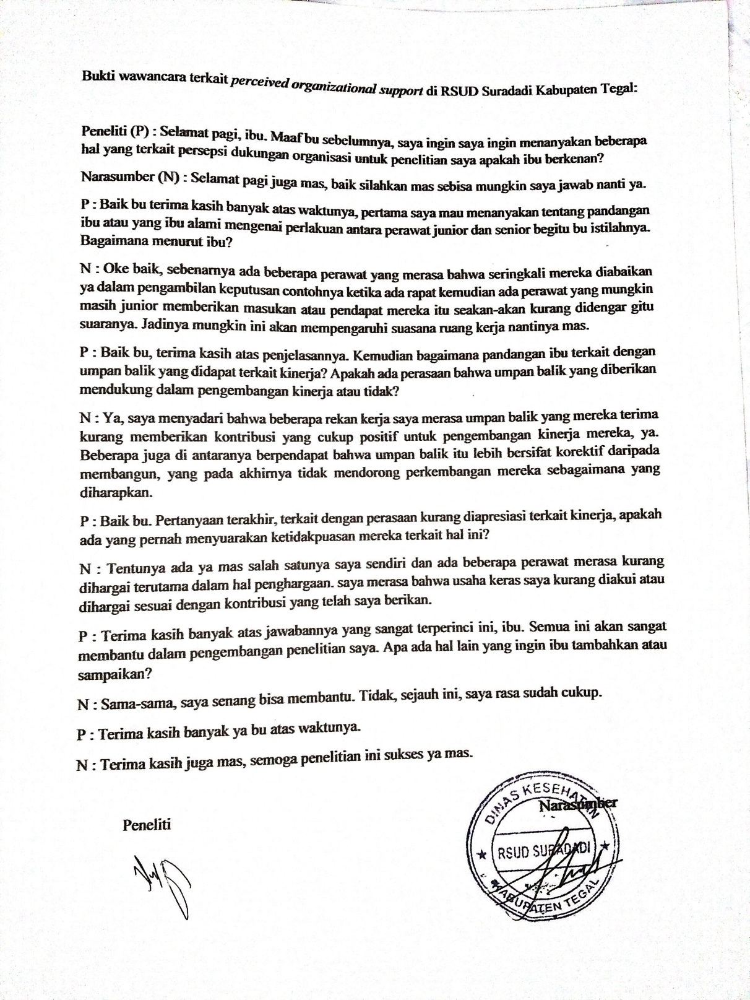 Bukti wawancara terkait perceived organizational support di RSUD Suradadi Kabupaten Tegal:
Peneliti (P) : Selamat pagi, ibu. Maaf bu sebelumnya, saya ingin saya ingin menanyakan beberapa
hal yang terkait persepsi dukungan organisasi untuk penelitian saya apakah ibu berkenan?
Narasumber (N) : Selamat pagi juga mas, baik silahkan mas sebisa mungkin saya jawab nanti ya.
P : Baik bu terima kasih banyak atas waktunya, pertama saya mau menanyakan tentang pandangan
ibu atau yang ibu alami mengenai perlakuan antara perawat junior dan senior begitu bu istilahnya.
Bagaimana menurut ibu?
N : Oke baik, sebenarnya ada beberapa perawat yang merasa bahwa seringkali mereka diabaikan
ya dalam pengambilan keputusan contohnya ketika ada rapat kemudian ada perawat yang mungkin
masih junior memberikan masukan atau pendapat mereka itu seakan-akan kurang didengar gitu
suaranya. Jadinya mungkin ini akan mempengaruhi suasana ruang kerja nantinya mas.
P : Baik bu, terima kasih atas penjelasannya. Kemudian bagaimana pandangan ibu terkait dengan
umpan balik yang didapat terkait kinerja? Apakah ada perasaan bahwa umpan balik yang diberikan
mendukung dalam pengembangan kinerja atau tidak?
N : Ya, saya menyadari bahwa beberapa rekan kerja saya merasa umpan balik yang mereka terima
kurang memberikan kontribusi yang cukup positif untuk pengembangan kinerja mereka, ya.
Beberapa juga di antaranya berpendapat bahwa umpan balik itu lebih bersifat korektif daripada
membangun, yang pada akhirnya tidak mendorong perkembangan mereka sebagaimana yang
diharapkan.
P : Baik bu. Pertanyaan terakhir, terkait dengan perasaan kurang diapresiasi terkait kinerja, apakah
ada yang pernah menyuarakan ketidakpuasan mereka terkait hal ini?
N : Tentunya ada ya mas salah satunya saya sendiri dan ada beberapa perawat merasa kurang
dihargai terutama dalam hal penghargaan. saya merasa bahwa usaha keras saya kurang diakui atau
dihargai sesuai dengan kontribusi yang telah saya berikan.
P : Terima kasih banyak atas jawabannya yang sangat terperinci ini, ibu. Semua ini akan sangat
membantu dalam pengembangan penelitian saya. Apa ada hal lain yang ingin ibu tambahkan atau
sampaikan?
N : Sama-sama, saya senang bisa membantu. Tidak, sejauh ini, saya rasa sudah cukup.
P : Terima kasih banyak ya bu atas waktunya.
N : Terima kasih juga mas, semoga penelitian ini sukses ya mas.
Peneliti
Narasumber
DINAS KESEHATAN
RSUD SURADADI
KABUPATEN TEGAL